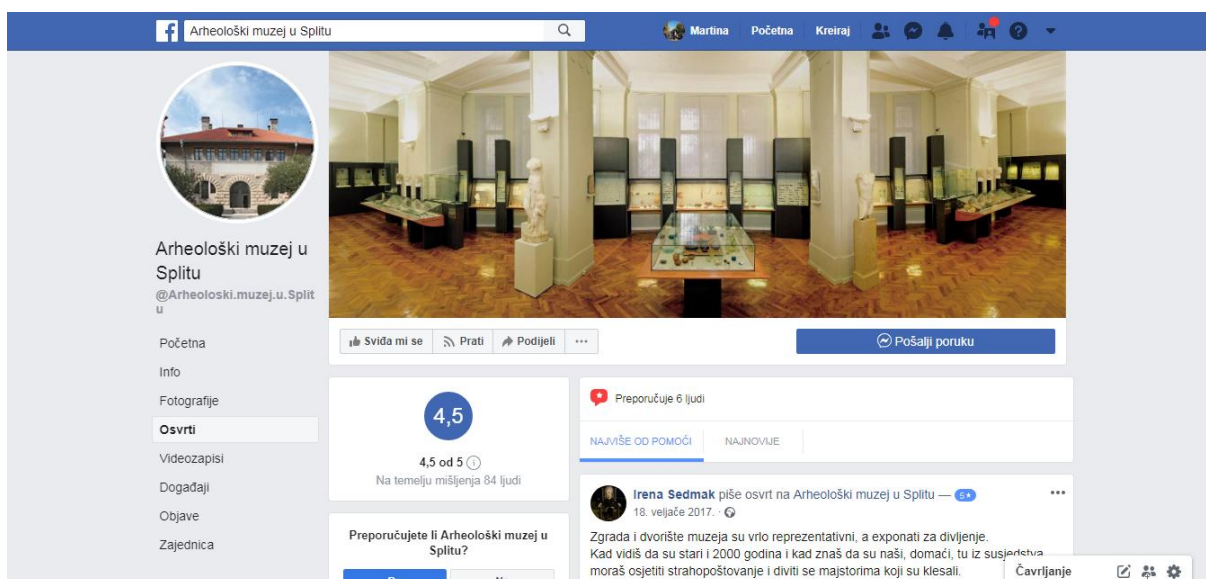 Arheološki muzej u Splitu
Martina
Početna
Kreiraj
Arheološki muzej u
Splitu
@Arheoloski.muzej.u.Split
u
Početna
Info
Fotografije
Osvrti
Videozapisi
Događaji
Objave
Zajednica
Sviđa mi se
Prati
Podijeli
Pošalji poruku
4,5
4,5 od 5
Na temelju mišljenja 84 ljudi
Preporučujete li Arheološki muzej u
Splitu?
Preporučuje 6 ljudi
NAJVIŠE OD POMOĆI
NAJNOVIJE
Irena Sedmak piše osvrt na Arheološki muzej u Splitu — 5★
18. veljače 2017. ·
Zgrada i dvorište muzeja su vrlo reprezentativni, a exponati za divljenje.
Kad vidiš da su stari i 2000 godina i kad znaš da su naši, domaći, tu iz susjedstva
moraš osjetiti strahopoštovanje i diviti se majstorima koji su klesali.
Čavrljanje